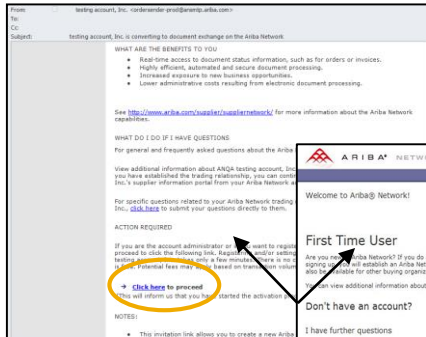 From: testing account, Inc. <ordersender-prod@ansmtp.ariba.com>
To:
Cc:
Subject: testing account, Inc. is converting to document exchange on the Ariba Network
WHAT ARE THE BENEFITS TO YOU
• Real-time access to document status information, such as for orders or invoices.
• Highly efficient, automated and secure document processing.
• Increased exposure to new business opportunities.
• Lower administrative costs resulting from electronic document processing.
See http://www.ariba.com/supplier/suppliernetwork/ for more information about the Ariba Network
capabilities.
WHAT DO I DO IF I HAVE QUESTIONS
For general and frequently asked questions about the Ariba
View additional information about ANQA testing account, Inc
you have established the trading relationship, you can contin
Inc.'s supplier information portal from your Ariba Network a
For specific questions related to your Ariba Network trading
Inc., click here to submit your questions directly to them.
ACTION REQUIRED
If you are the account administrator or want to registe
proceed to click the following link. Register and/or setting
testing only a few minutes. There is no c
Potential fees may based on transaction volum
→ Click here to proceed
This will inform us that you have started the activation p
NOTES:
• This invitation link allows you to create a new Ariba
ARIBA NETWO
Welcome to Ariba® Network!
First Time User
Are you new Ariba Network? If you do
signing up will establish an Ariba Net
also be available for other buying organiz
You can view additional information about
Don't have an account?
I have further questions